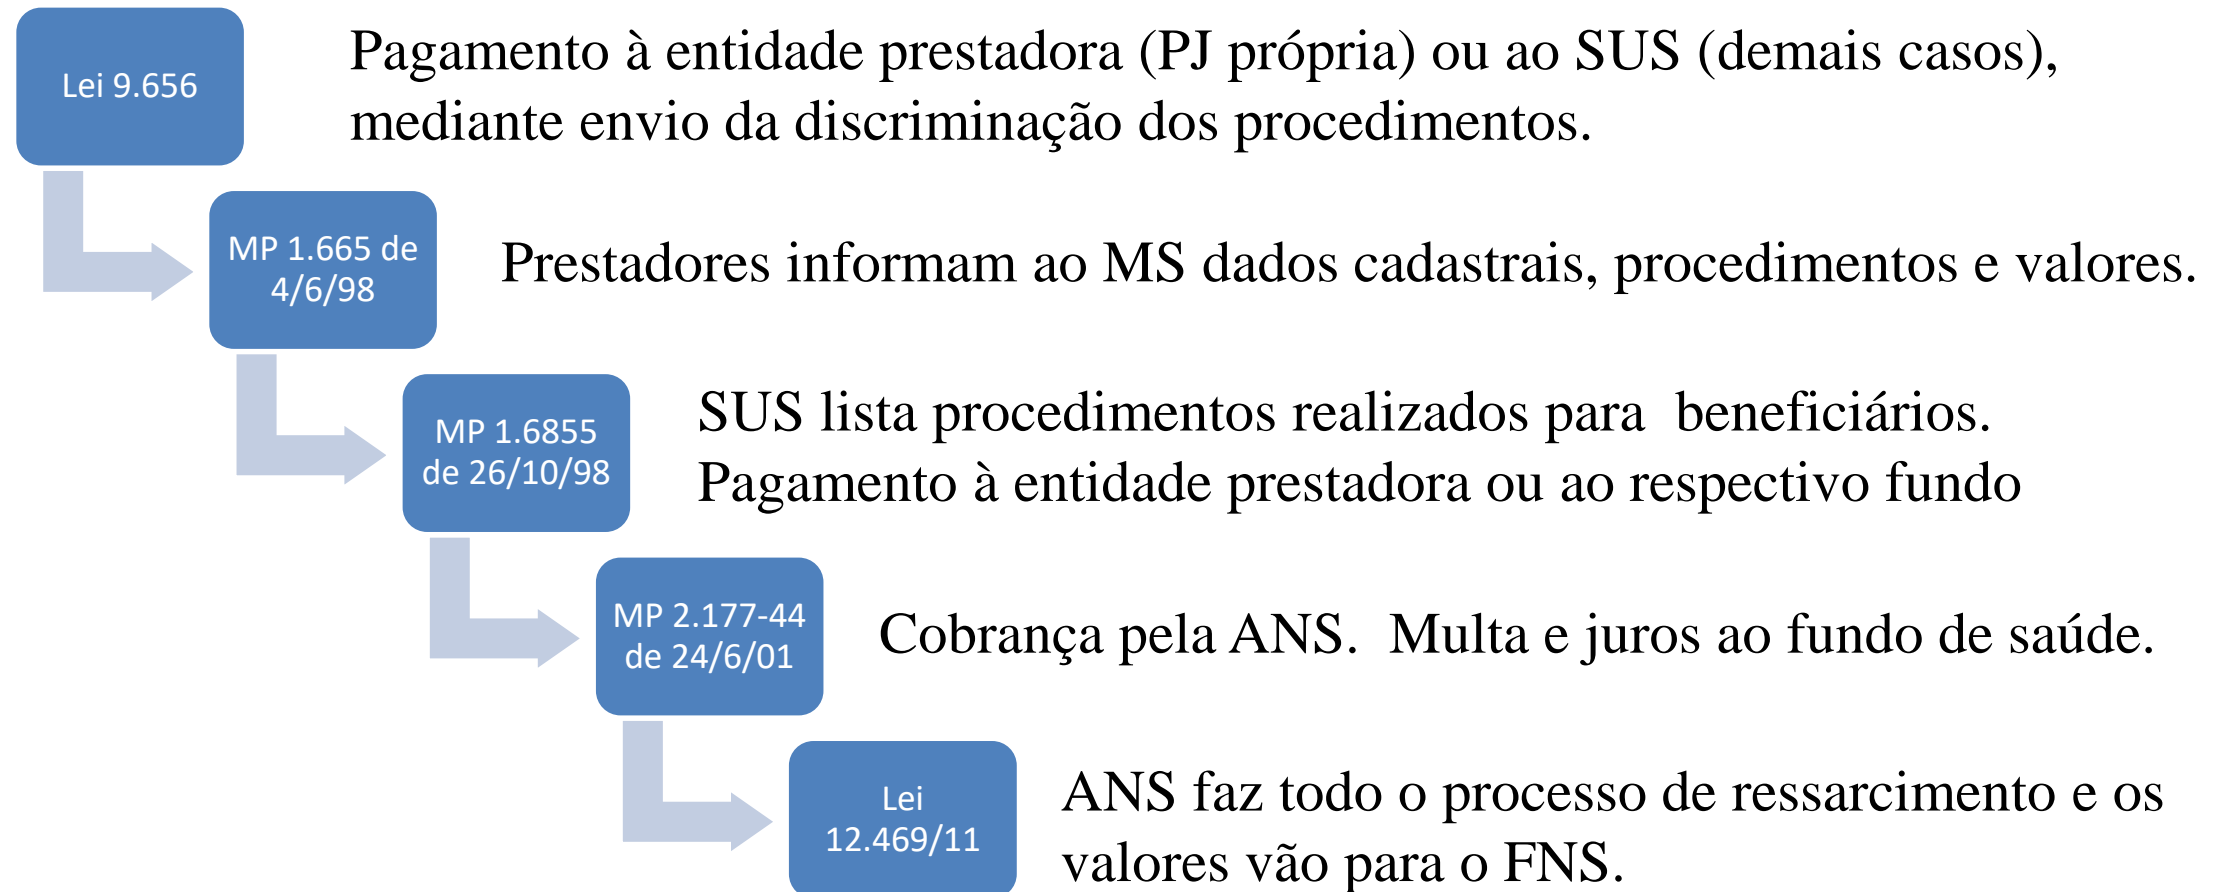 Lei 9.656
Pagamento à entidade prestadora (PJ própria) ou ao SUS (demais casos),
mediante envio da discriminação dos procedimentos.
MP 1.665 de
4/6/98
Prestadores informam ao MS dados cadastrais, procedimentos e valores.
MP 1.6855
de 26/10/98
SUS lista procedimentos realizados para  beneficiários.
Pagamento à entidade prestadora ou ao respectivo fundo
MP 2.177-44
de 24/6/01
Cobrança pela ANS.  Multa e juros ao fundo de saúde.
Lei
12.469/11
ANS faz todo o processo de ressarcimento e os
valores vão para o FNS.